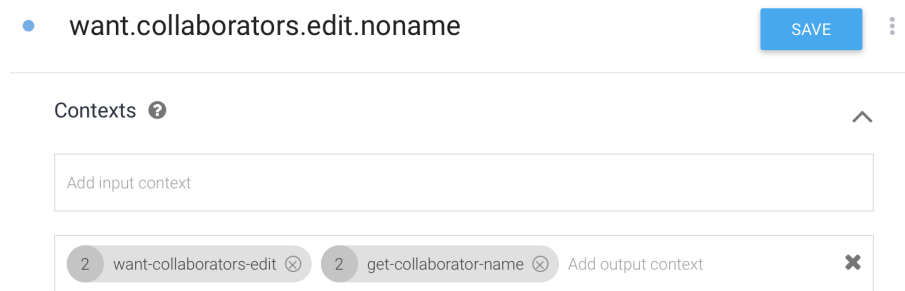 want.collaborators.edit.noname
SAVE
Contexts ?
Add input context
2 want-collaborators-edit 2 get-collaborator-name Add output context